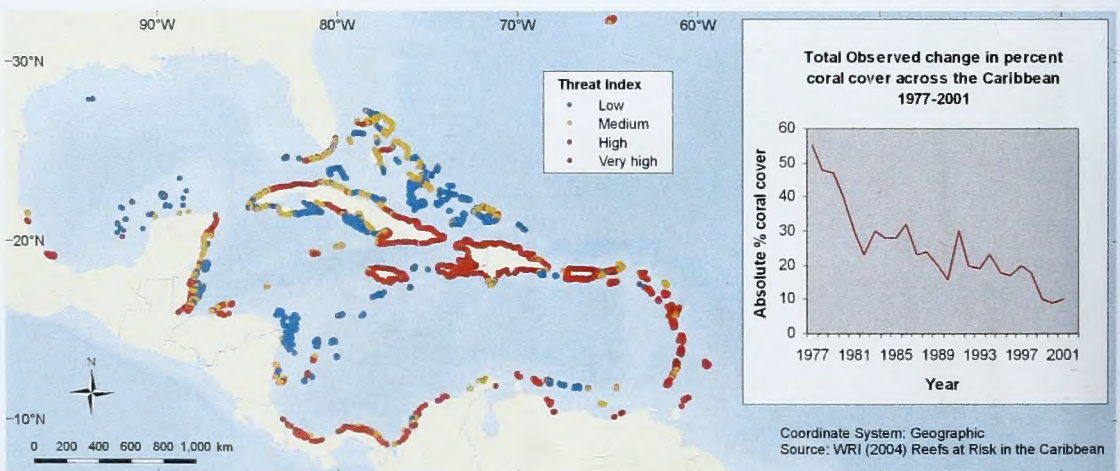 90°W
80°W
70°W
60°W
30°N
20°N
10°N
Threat Index
Low
Medium
High
Very high
N
0 200 400 600 800 1,000 km
Total Observed change in percent
coral cover across the Caribbean
1977-2001
Absolute % coral cover
60
50
40
30
20
10
0
1977 1981 1985 1989 1993 1997 2001
Year
Coordinate System: Geographic
Source: WRI (2004) Reefs at Risk in the Caribbean